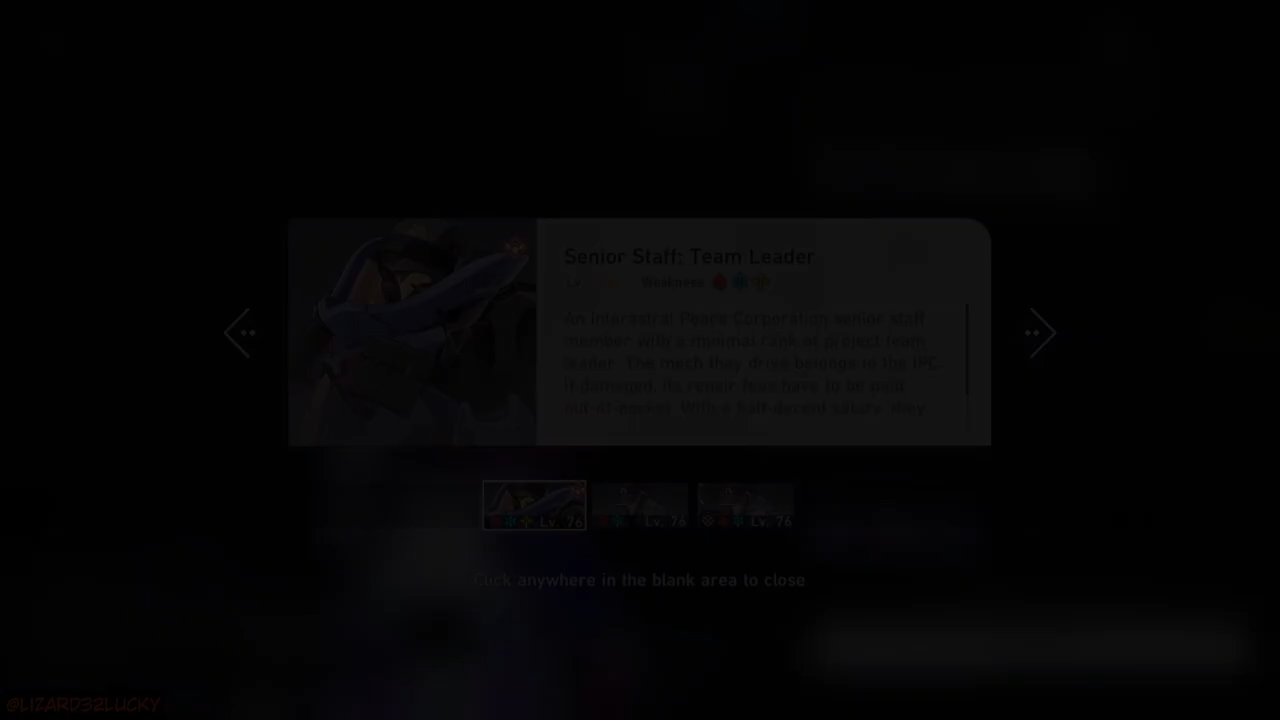 Senior Staff: Team Leader
Lv. 76 Weakness
An Interastral Peace Corporation senior staff
member with a minimal rank of project team
leader. The mech they drive belongs to the IPC.
If damaged, its repair fees have to be paid
out-of-pocket. With a half-decent salary, they
Lv. 76 Lv. 76 Lv. 76
Click anywhere in the blank area to close
@LIZARD32LUCKY